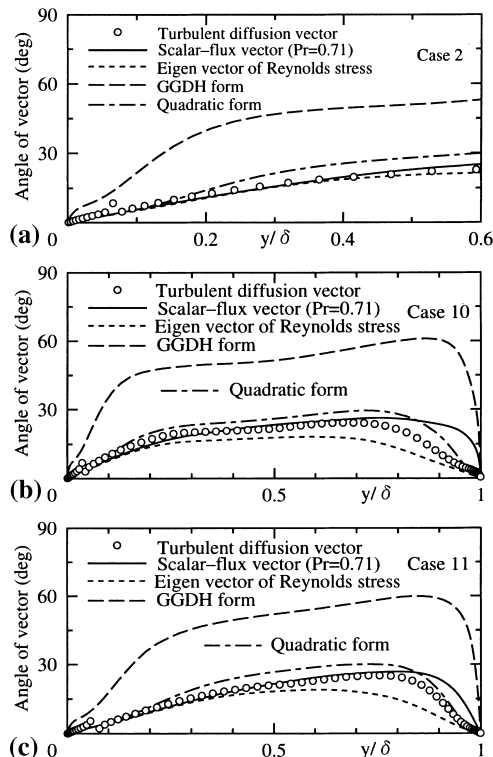 90
Turbulent diffusion vector
Scalar–flux vector (Pr=0.71)
Case 2
60
Eigen vector of Reynolds stress
GGDH form
Quadratic form
30
Angle of vector (deg)
(a)
0
0.2
y/ δ
0.4
0.6
90
Turbulent diffusion vector
Scalar–flux vector (Pr=0.71)
Case 10
60
Eigen vector of Reynolds stress
GGDH form
Quadratic form
30
Angle of vector (deg)
(b)
0
0.5
y/ δ
1
90
Turbulent diffusion vector
Scalar–flux vector (Pr=0.71)
Case 11
60
Eigen vector of Reynolds stress
GGDH form
Quadratic form
30
Angle of vector (deg)
(c)
0
0.5
y/ δ
1